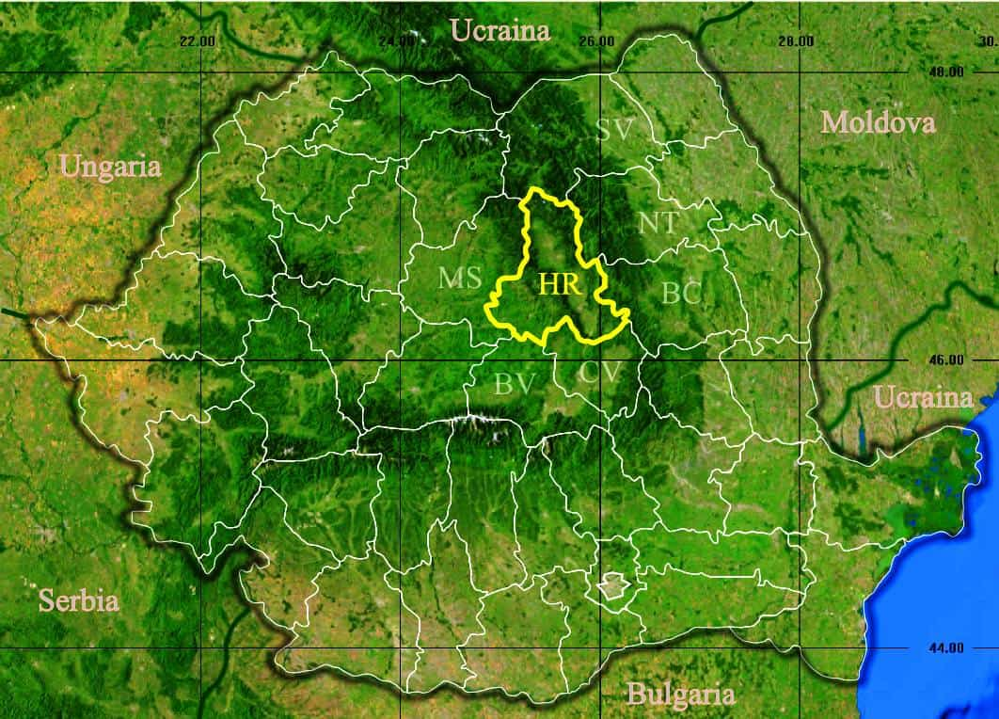 Ucraina
22.00
24.00
26.00
28.00
30.
48.00
Moldova
SV
Ungaria
NT
MS
HR
BC
46.00
BV
CV
Ucraina
Serbia
44.00
Bulgaria